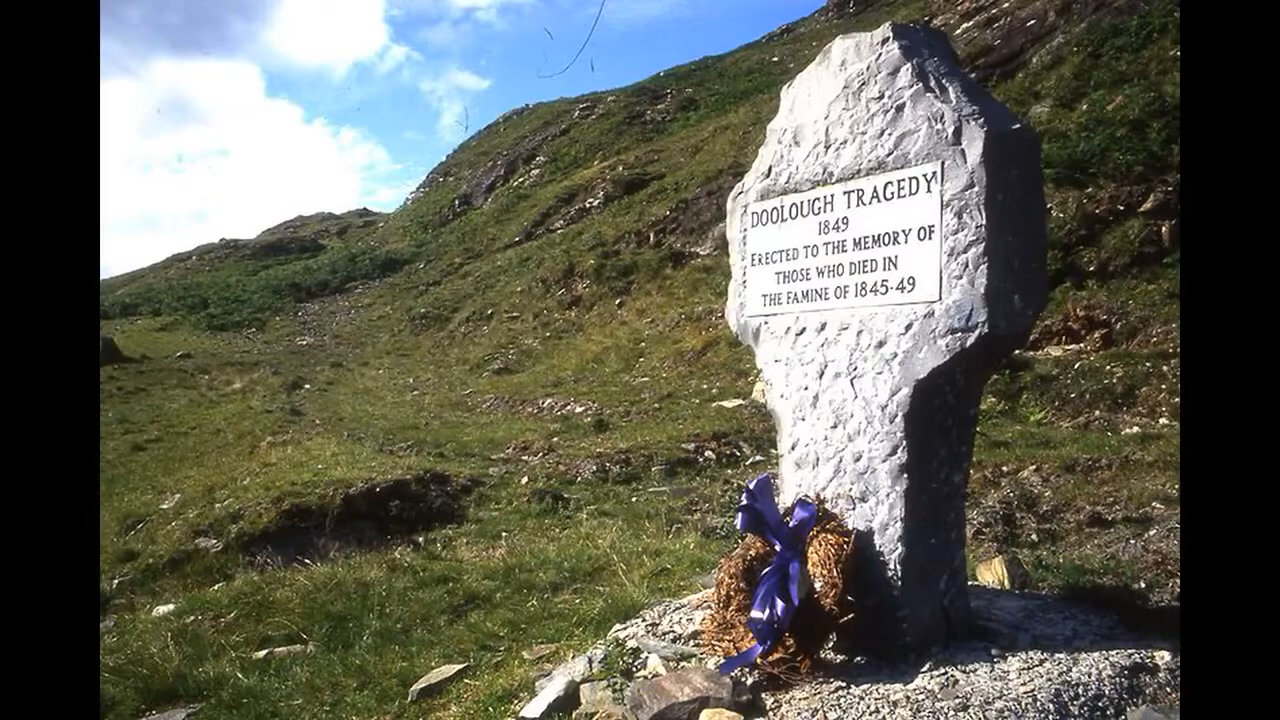 DOOLOUGH TRAGEDY
1849
ERECTED TO THE MEMORY OF
THOSE WHO DIED IN
THE FAMINE OF 1845-49